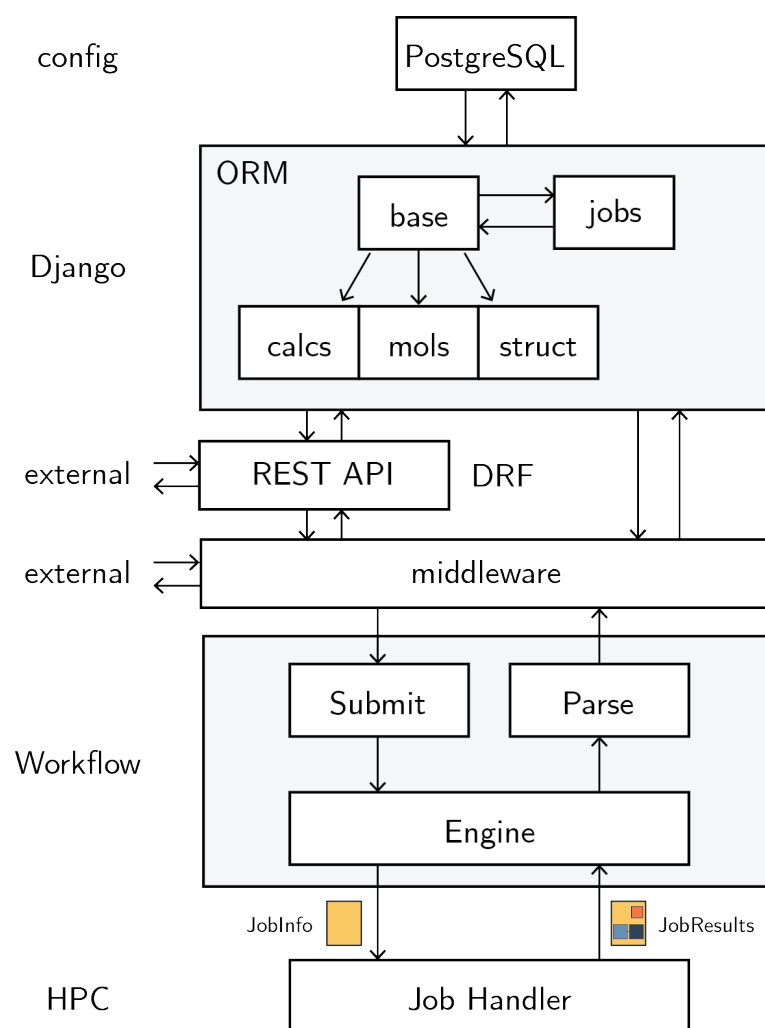 config
PostgreSQL
ORM
base
jobs
Django
calcs
mols
struct
external
REST API
DRF
external
middleware
Submit
Parse
Workflow
Engine
JobInfo
JobResults
HPC
Job Handler